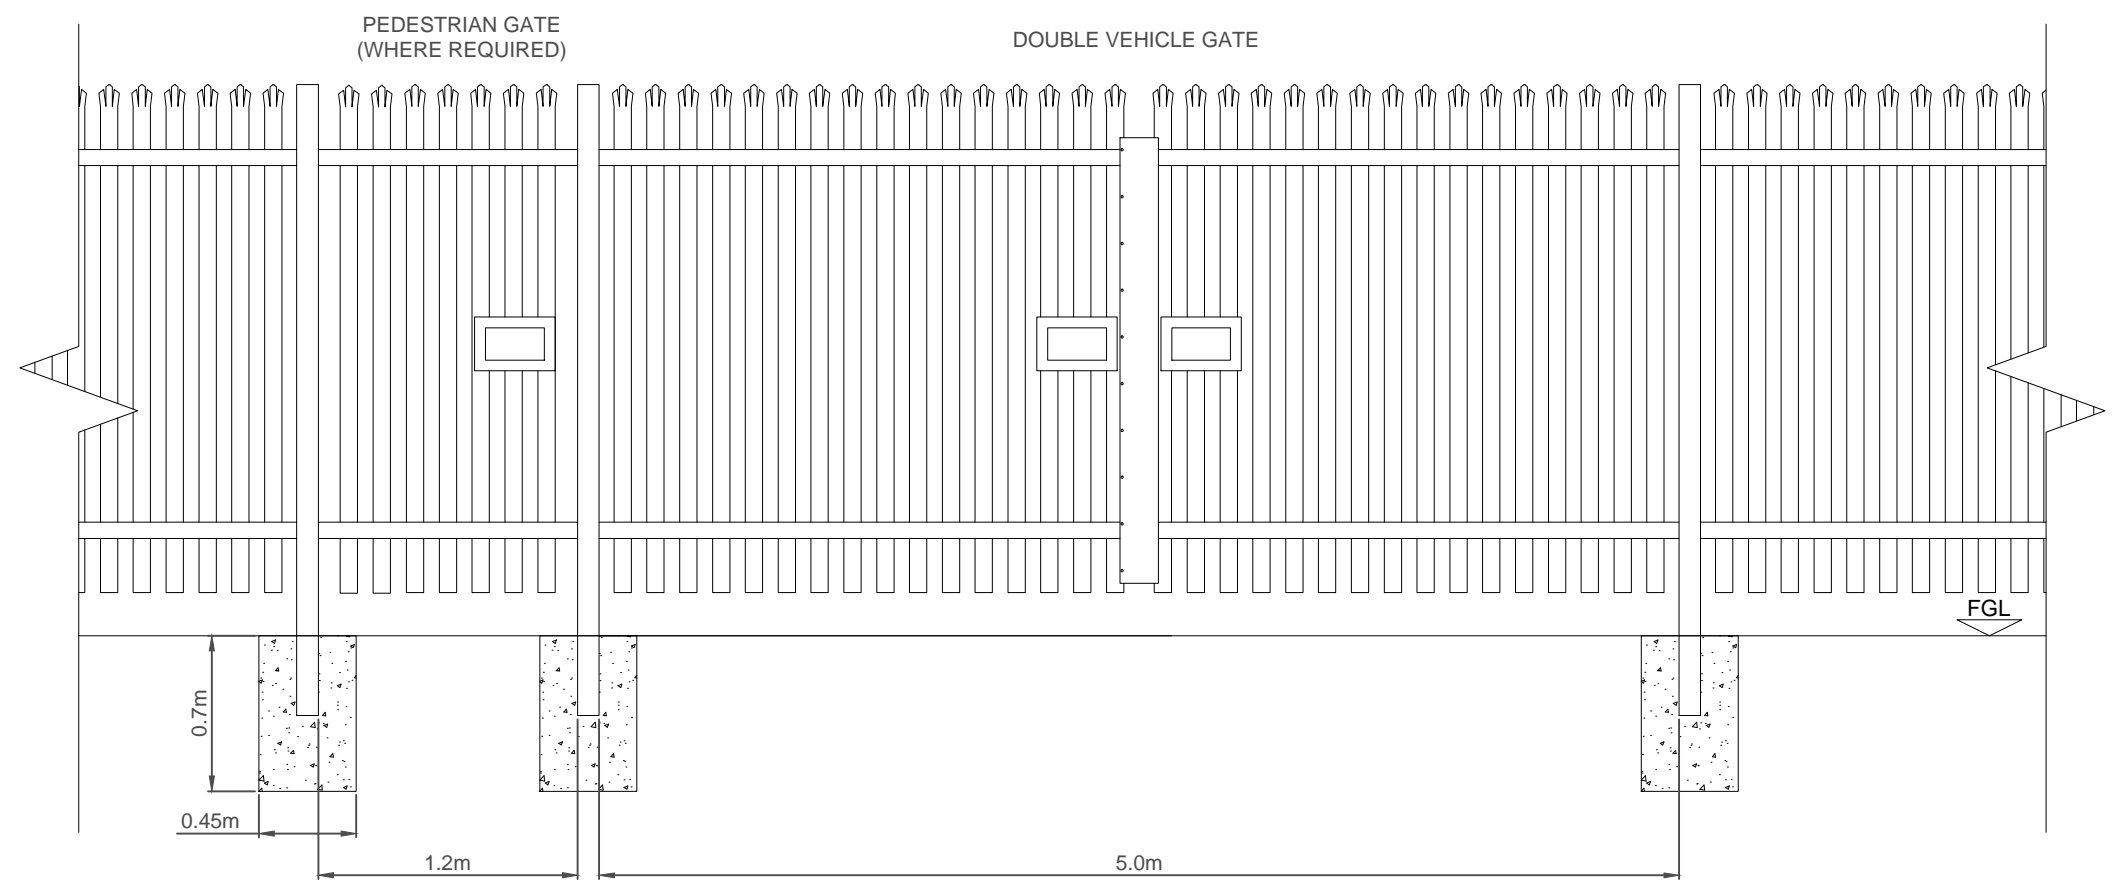 PEDESTRIAN GATE
(WHERE REQUIRED)
DOUBLE VEHICLE GATE
FGL
0.7m
0.45m
1.2m
5.0m